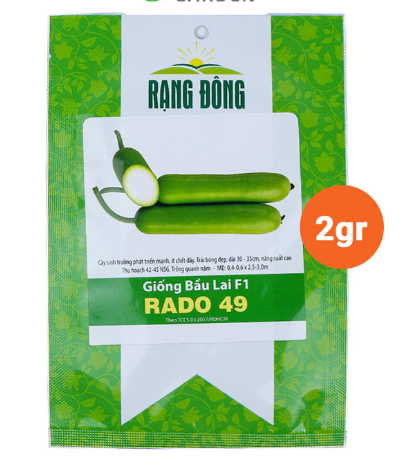 RẠNG ĐÔNG
Cây sinh trưởng phát triển mạnh, ít chết dây. Trái bóng đẹp, dài 30 - 35cm, năng suất cao
Thu hoạch 42-45 NSG. Trồng quanh năm - MĐ: 0,4-0,6 x 2,5-3,0m
2gr
Giống Bầu Lai F1
RADO 49
Theo TCCS 03:2017/RDHCM